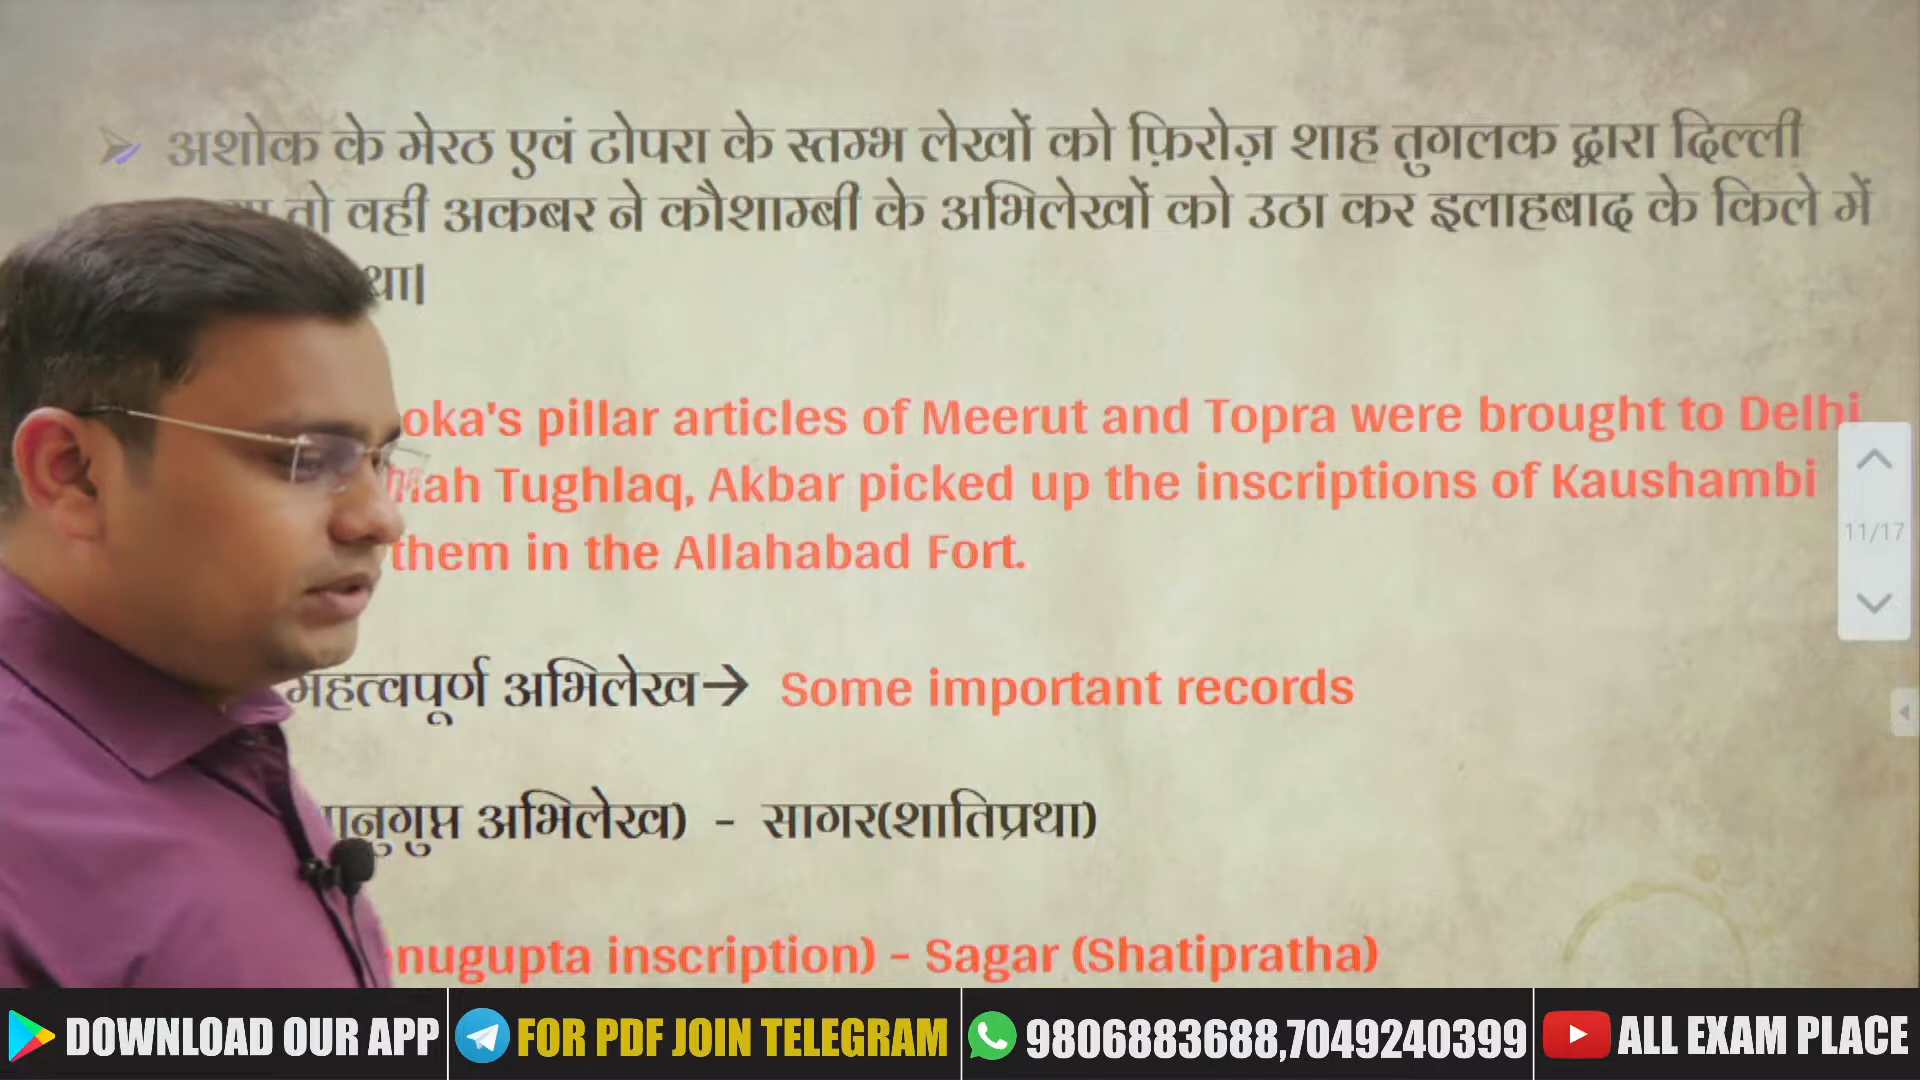 अशोक के मेरठ एवं टोपरा के स्तम्भ लेखों को फ़िरोज़ शाह तुगलक द्वारा दिल्ली
तो वही अकबर ने कौशाम्बी के अभिलेखों को उठा कर इलाहबाद के किले में
था|
oka's pillar articles of Meerut and Topra were brought to Delhi
hah Tughlaq, Akbar picked up the inscriptions of Kaushambi
them in the Allahabad Fort.
महत्वपूर्ण अभिलेख→ Some important records
नुगुप्त अभिलेख) - सागर(शातिप्रथा)
nugupta inscription) – Sagar (Shatipratha)
11/17
DOWNLOAD OUR APP
FOR PDF JOIN TELEGRAM
9806883688,7049240399
ALL EXAM PLACE